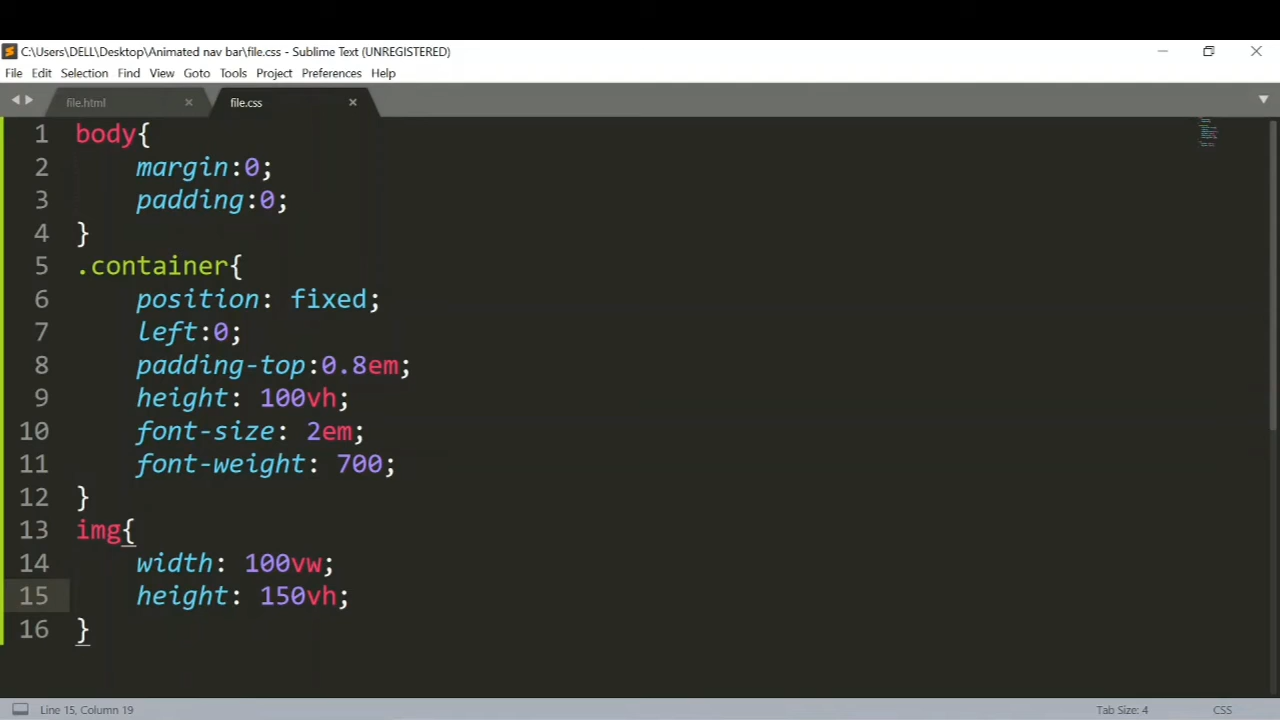 C:\Users\DELL\Desktop\Animated nav bar\file.css - Sublime Text (UNREGISTERED)
File Edit Selection Find View Goto Tools Project Preferences Help
file.html file.css
1 body{
2     margin:0;
3     padding:0;
4 }
5 .container{
6     position: fixed;
7     left:0;
8     padding-top:0.8em;
9     height: 100vh;
10     font-size: 2em;
11     font-weight: 700;
12 }
13 img{
14     width: 100vw;
15     height: 150vh;
16 }
Line 15, Column 19 Tab Size: 4 CSS